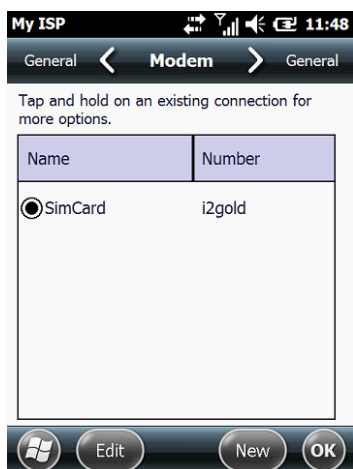 My ISP 11:48
General Modem General
Tap and hold on an existing connection for
more options.
Name Number
SimCard i2gold
Edit New OK